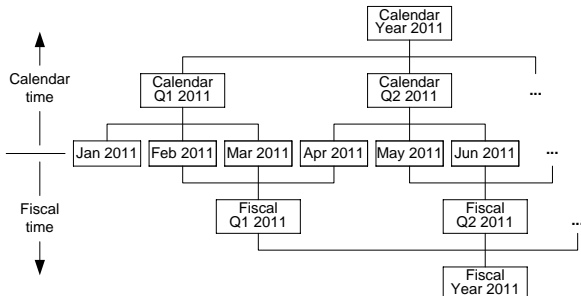 Calendar
Year 2011
Calendar
time
Calendar
Q1 2011
Calendar
Q2 2011
...
Jan 2011
Feb 2011
Mar 2011
Apr 2011
May 2011
Jun 2011
...
Fiscal
time
Fiscal
Q1 2011
Fiscal
Q2 2011
...
Fiscal
Year 2011